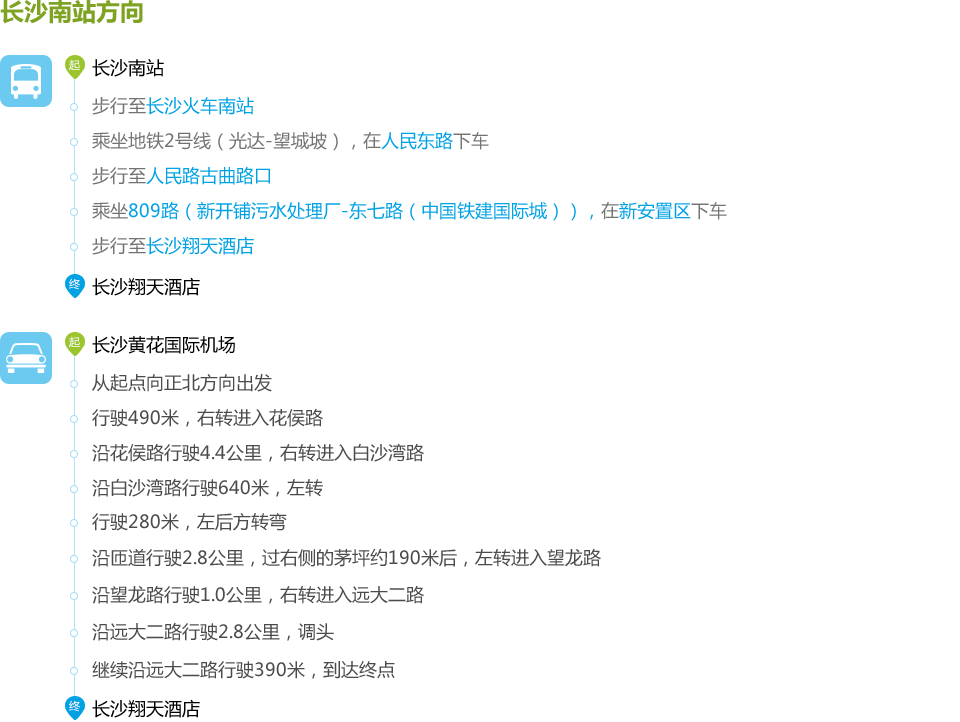 长沙南站方向
起 长沙南站
步行至长沙火车南站
乘坐地铁2号线（光达-望城坡），在人民东路下车
步行至人民路古曲路口
乘坐809路（新开铺污水处理厂-东七路（中国铁建国际城）），在新安置区下车
步行至长沙翔天酒店
终 长沙翔天酒店
起 长沙黄花国际机场
从起点向正北方向出发
行驶490米，右转进入花侯路
沿花侯路行驶4.4公里，右转进入白沙湾路
沿白沙湾路行驶640米，左转
行驶280米，左后方转弯
沿匝道行驶2.8公里，过右侧的茅坪约190米后，左转进入望龙路
沿望龙路行驶1.0公里，右转进入远大二路
沿远大二路行驶2.8公里，调头
继续沿远大二路行驶390米，到达终点
终 长沙翔天酒店